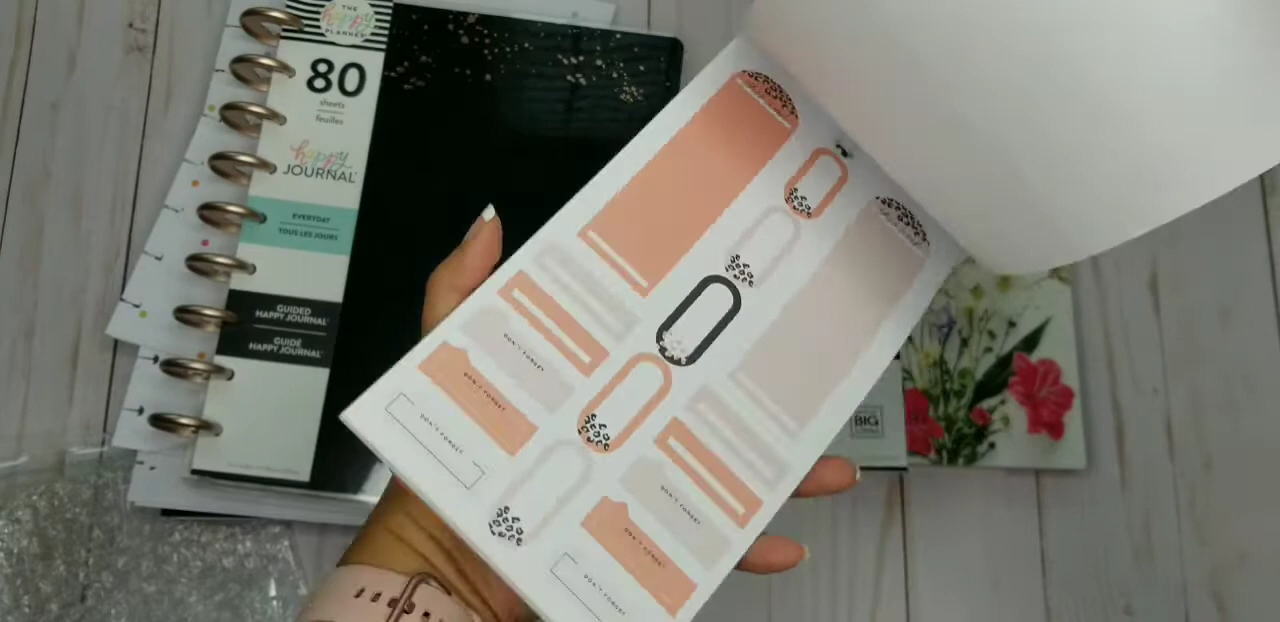 THE
happy
PLANNER
80
sheets
feuilles
happy
JOURNAL
EVERYDAY
TOUS LES JOURS
GUIDED
HAPPY JOURNAL
GUIDÉ
HAPPY JOURNAL
DON'T FORGET
DON'T FORGET
DON'T FORGET
DON'T FORGET
DON'T FORGET
DON'T FORGET
BIG